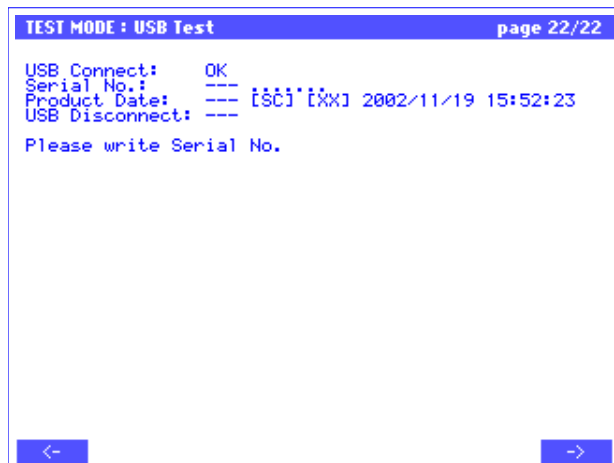 TEST MODE : USB Test page 22/22
USB Connect: OK
Serial No.: --- .......
Product Date: --- [SC] [XX] 2002/11/19 15:52:23
USB Disconnect: ---
Please write Serial No.
<- ->